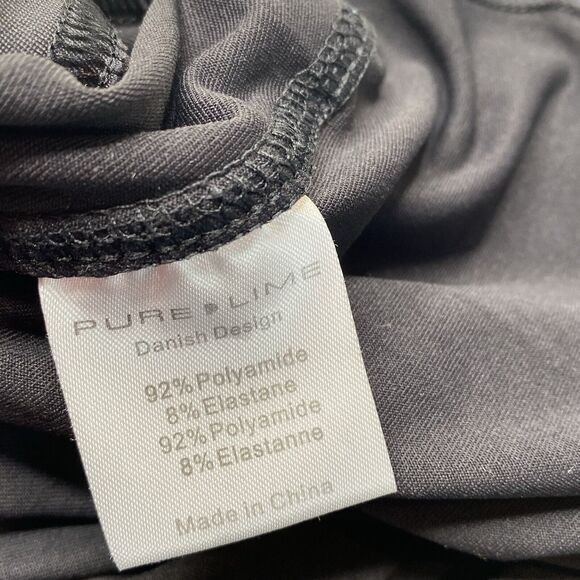 PURE LIME
Danish Design
92% Polyamide
8% Elastane
92% Polyamide
8% Elastanne
Made in China